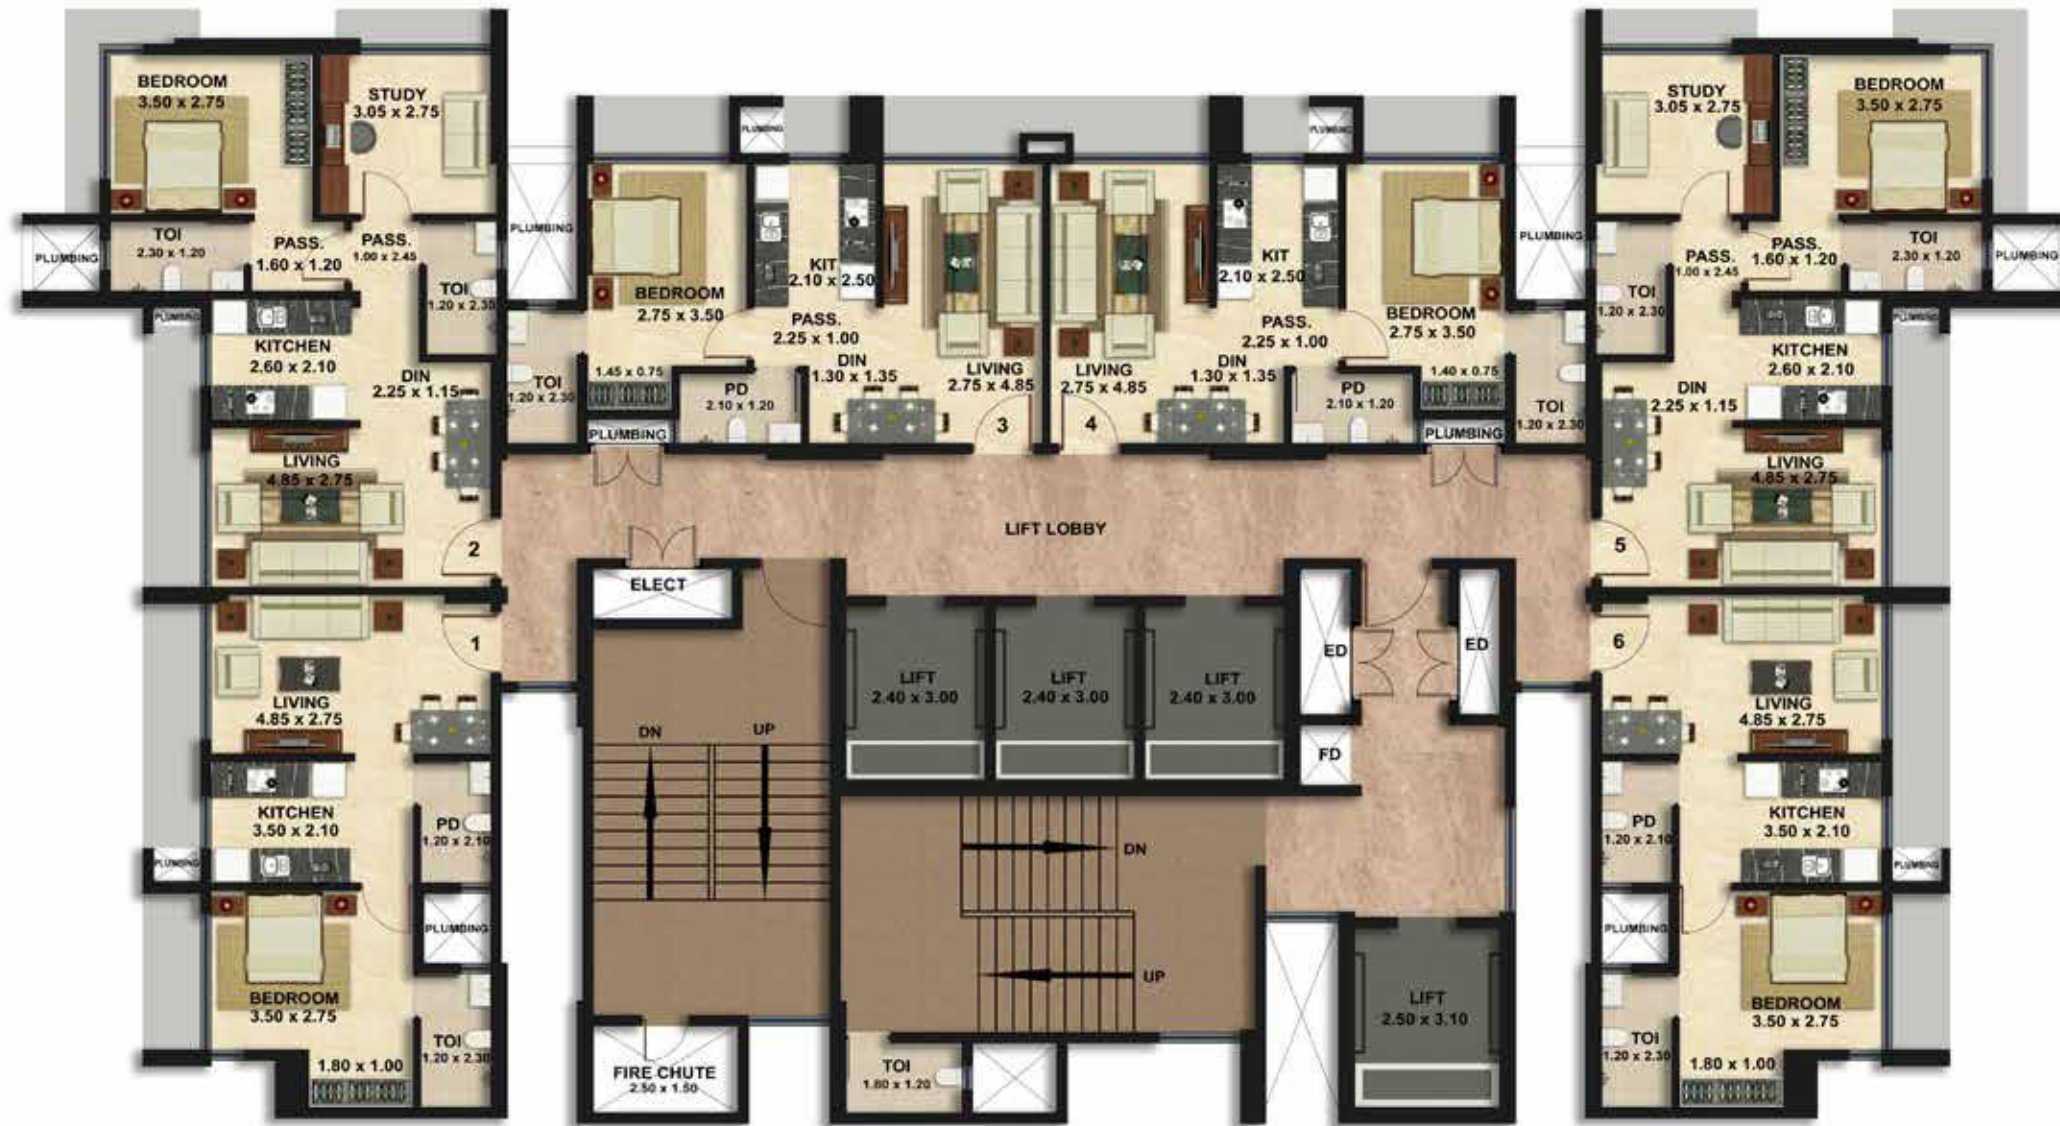 BEDROOM
3.50 x 2.75
STUDY
3.05 x 2.75
PLUMBING
TOI
2.30 x 1.20
PASS.
1.60 x 1.20
PASS.
1.00 x 2.45
TOI
1.20 x 2.30
PLUMBING
KITCHEN
2.60 x 2.10
DIN
2.25 x 1.15
LIVING
4.85 x 2.75
2
PLUMBING
PLUMBING
BEDROOM
2.75 x 3.50
KIT
2.10 x 2.50
PASS.
2.25 x 1.00
DIN
1.30 x 1.35
LIVING
2.75 x 4.85
TOI
1.20 x 2.30
1.45 x 0.75
PD
2.10 x 1.20
PLUMBING
3
PLUMBING
KIT
2.10 x 2.50
BEDROOM
2.75 x 3.50
PASS.
2.25 x 1.00
LIVING
2.75 x 4.85
DIN
1.30 x 1.35
PD
2.10 x 1.20
1.40 x 0.75
TOI
1.20 x 2.30
PLUMBING
PLUMBING
4
STUDY
3.05 x 2.75
BEDROOM
3.50 x 2.75
PASS.
1.00 x 2.45
PASS.
1.60 x 1.20
TOI
2.30 x 1.20
PLUMBING
TOI
1.20 x 2.30
PLUMBING
KITCHEN
2.60 x 2.10
DIN
2.25 x 1.15
LIVING
4.85 x 2.75
5
LIFT LOBBY
ELECT
1
LIVING
4.85 x 2.75
KITCHEN
3.50 x 2.10
PD
1.20 x 2.10
PLUMBING
PLUMBING
BEDROOM
3.50 x 2.75
TOI
1.20 x 2.30
1.80 x 1.00
DN
UP
FIRE CHUTE
2.50 x 1.50
LIFT
2.40 x 3.00
LIFT
2.40 x 3.00
LIFT
2.40 x 3.00
ED
ED
FD
DN
UP
TOI
1.80 x 1.20
LIFT
2.50 x 3.10
6
LIVING
4.85 x 2.75
KITCHEN
3.50 x 2.10
PD
1.20 x 2.10
PLUMBING
PLUMBING
BEDROOM
3.50 x 2.75
TOI
1.20 x 2.30
1.80 x 1.00